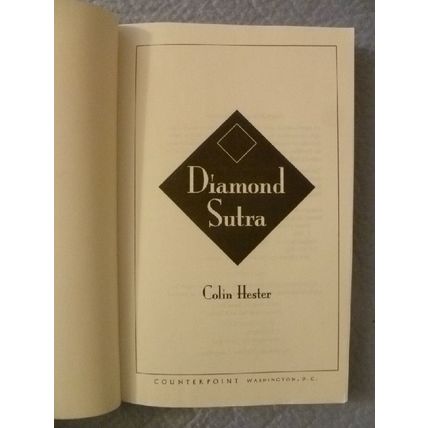 Diamond
Sutra
Colin Hester
COUNTERPOINT WASHINGTON, D.C.